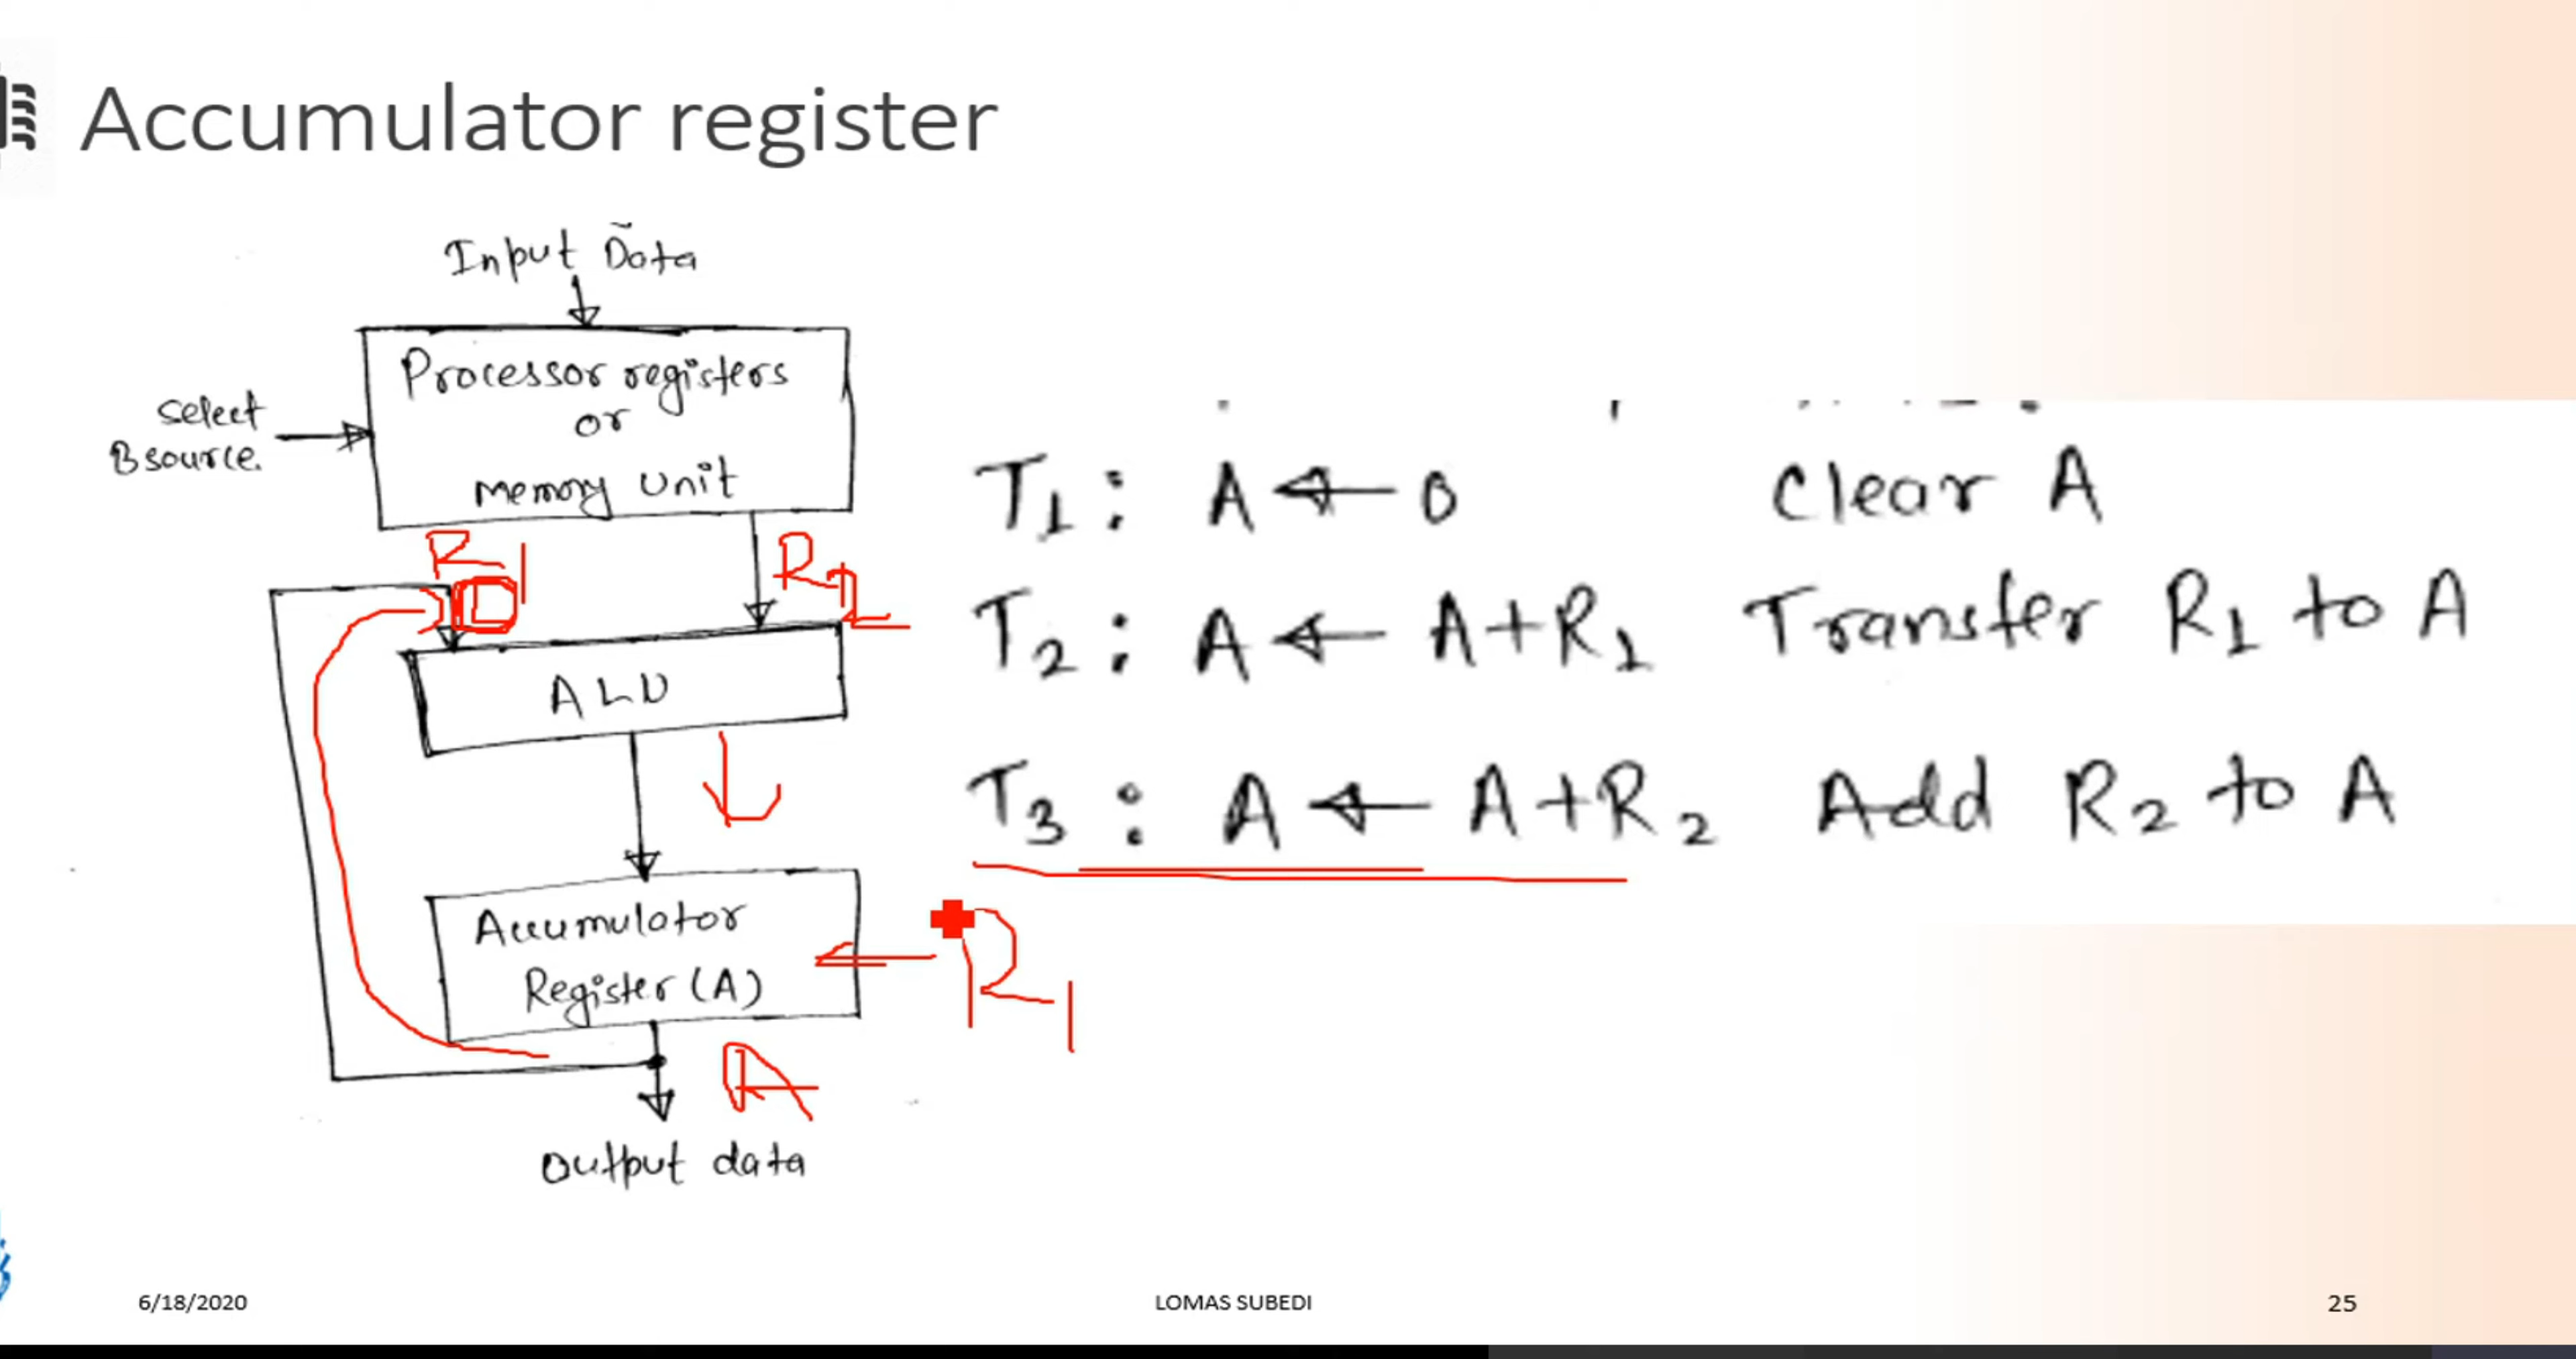 Accumulator register
Input Data
Processor registers
or
memory unit
Select
B source.
R1
R2
ALU
Accumulator
Register (A)
R1
A
Output data
T1 : A ← 0 Clear A
T2 : A ← A+R1 Transfer R1 to A
T3 : A ← A+R2 Add R2 to A
6/18/2020
LOMAS SUBEDI
25